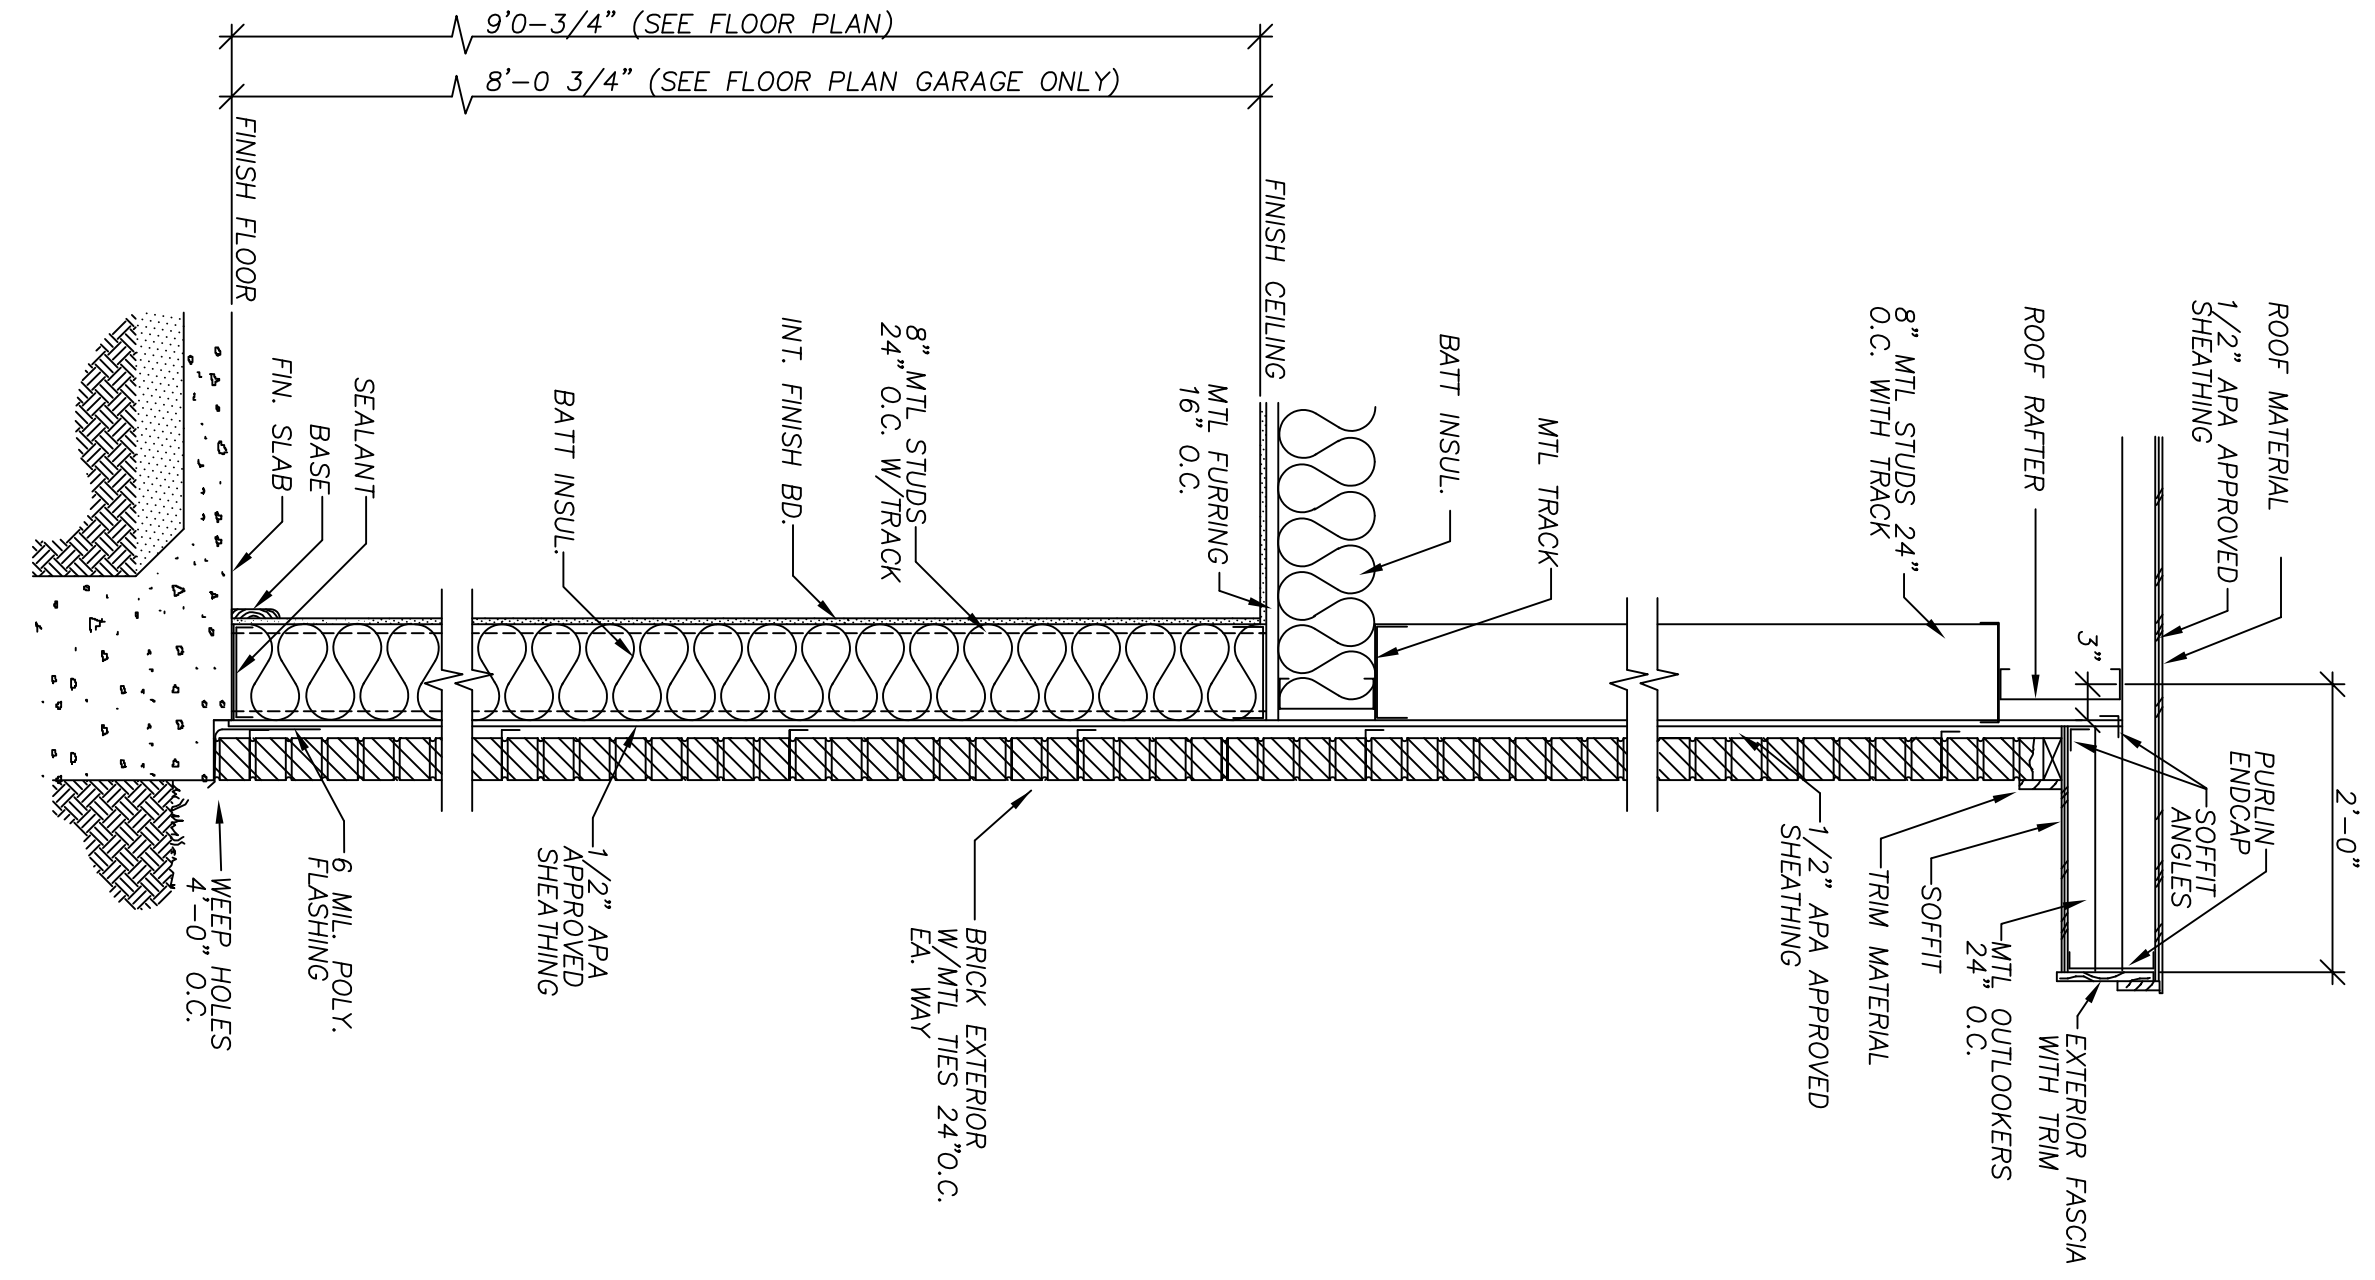 9'0-3/4" (SEE FLOOR PLAN)
8'-0 3/4" (SEE FLOOR PLAN GARAGE ONLY)
ROOF MATERIAL
1/2" APA APPROVED
SHEATHING
ROOF RAFTER
8" MTL STUDS 24"
O.C. WITH TRACK
MTL TRACK
BATT INSUL.
FINISH CEILING
MTL FURRING
16" O.C.
8" MTL STUDS
24" O.C. W/TRACK
INT. FINISH BD.
BATT INSUL.
SEALANT
BASE
FIN. SLAB
FINISH FLOOR
3"
2'-0"
PURLIN
ENDCAP
SOFFIT
ANGLES
EXTERIOR FASCIA
WITH TRIM
MTL OUTLOOKERS
24" O.C.
SOFFIT
TRIM MATERIAL
1/2" APA APPROVED
SHEATHING
BRICK EXTERIOR
W/MTL TIES 24"O.C.
EA. WAY
1/2" APA
APPROVED
SHEATHING
6 MIL. POLY.
FLASHING
WEEP HOLES
4'-0" O.C.